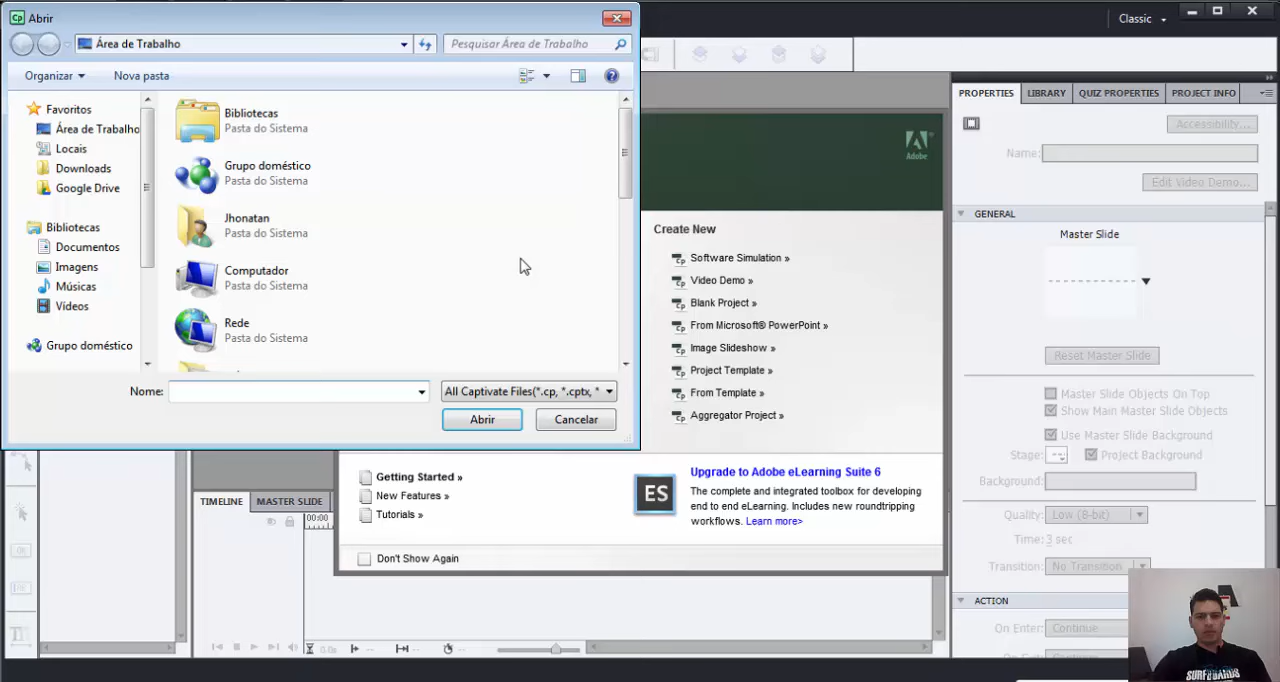 Cp Abrir
Classic
Área de Trabalho
Pesquisar Área de Trabalho
Organizar
Nova pasta
Favoritos
Área de Trabalho
Locais
Downloads
Google Drive
Bibliotecas
Documentos
Imagens
Músicas
Vídeos
Grupo doméstico
Bibliotecas
Pasta do Sistema
Grupo doméstico
Pasta do Sistema
Jhonatan
Pasta do Sistema
Computador
Pasta do Sistema
Rede
Pasta do Sistema
Nome:
All Captivate Files(*.cp, *.cptx, *
Abrir
Cancelar
Adobe
Create New
Software Simulation »
Video Demo »
Blank Project »
From Microsoft® PowerPoint »
Image Slideshow »
Project Template »
From Template »
Aggregator Project »
Getting Started »
New Features »
Tutorials »
ES
Upgrade to Adobe eLearning Suite 6
The complete and integrated toolbox for developing
end to end eLearning. Includes new roundtripping
workflows. Learn more>
Don't Show Again
TIMELINE
MASTER SLIDE
00:00
0.0s
PROPERTIES
LIBRARY
QUIZ PROPERTIES
PROJECT INFO
Accessibility...
Name:
Edit Video Demo...
GENERAL
Master Slide
Reset Master Slide
Master Slide Objects On Top
Show Main Master Slide Objects
Use Master Slide Background
Stage:
Project Background
Background:
Quality:
Low (8-bit)
Time: 3 sec
Transition:
No Transition
ACTION
On Enter:
Continue
SURFBOARDS